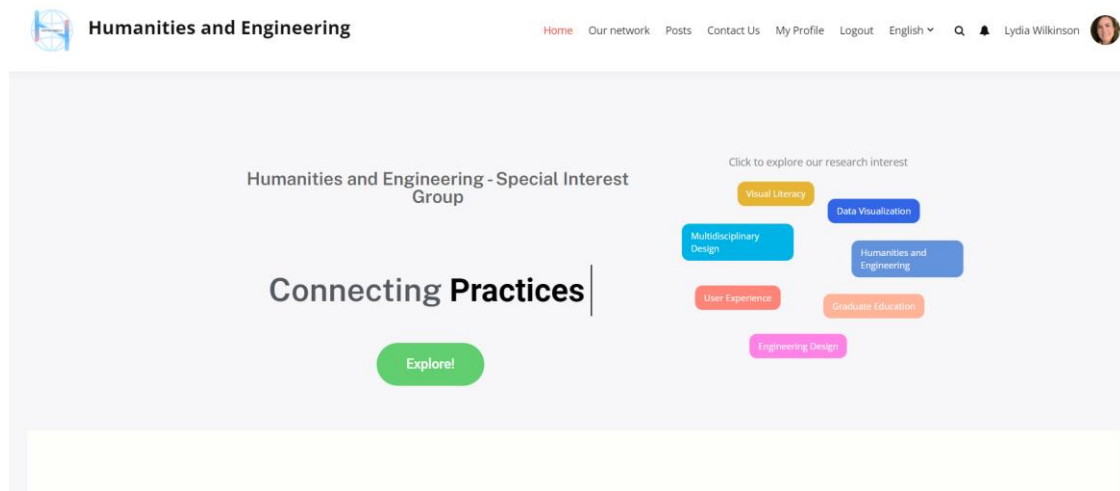 Humanities and Engineering
Home Our network Posts Contact Us My Profile Logout English Lydia Wilkinson
Humanities and Engineering - Special Interest
Group
Connecting Practices
Explore!
Click to explore our research interest
Visual Literacy
Data Visualization
Multidisciplinary
Design
Humanities and
Engineering
User Experience
Graduate Education
Engineering Design